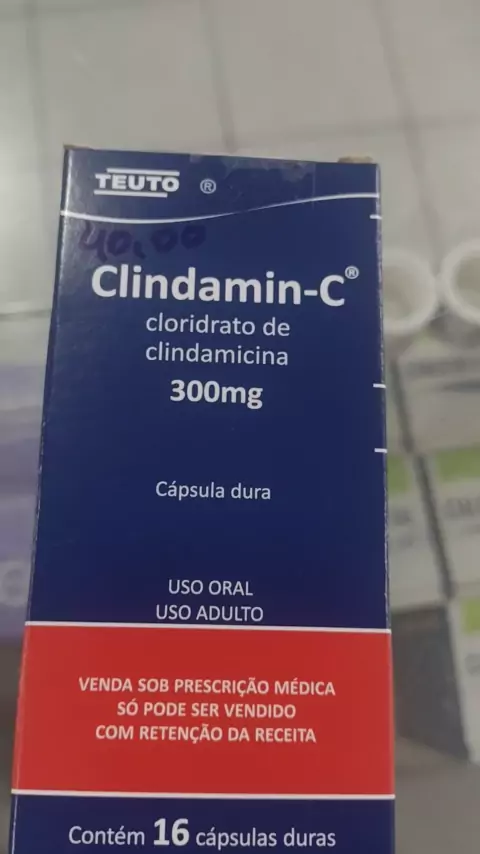 TEUTO ®
40,00
Clindamin-C®
cloridrato de
clindamicina
300mg
Cápsula dura
USO ORAL
USO ADULTO
VENDA SOB PRESCRIÇÃO MÉDICA
SÓ PODE SER VENDIDO
COM RETENÇÃO DA RECEITA
Contém 16 cápsulas duras